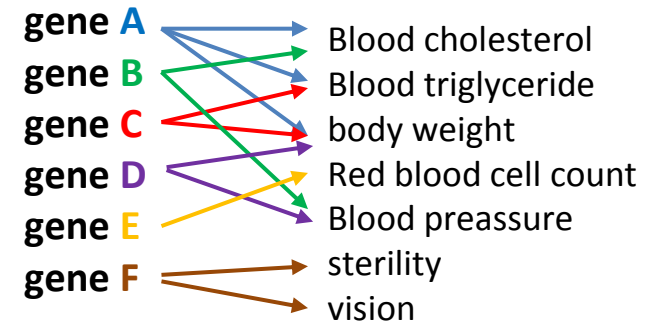 gene A
gene B
gene C
gene D
gene E
gene F
Blood cholesterol
Blood triglyceride
body weight
Red blood cell count
Blood preassure
sterility
vision